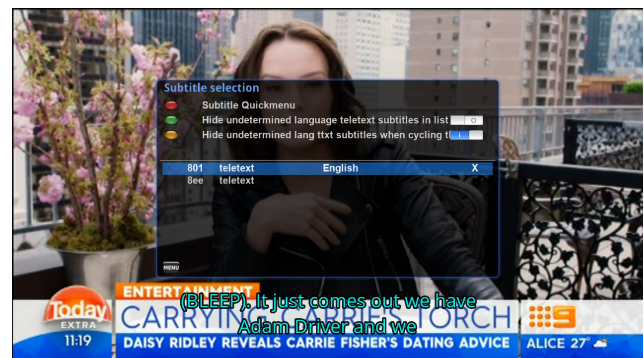 Subtitle selection
Subtitle Quickmenu
Hide undetermined language teletext subtitles in list
Hide undetermined lang ttxt subtitles when cycling t
801 teletext English X
8ee teletext
MENU
ENTERTAINMENT
(BLEEP). It just comes out we have
Adam Driver and we
CARRYING CARRIE'S TORCH
Today
EXTRA
11:19
DAISY RIDLEY REVEALS CARRIE FISHER'S DATING ADVICE
9
ALICE 27°